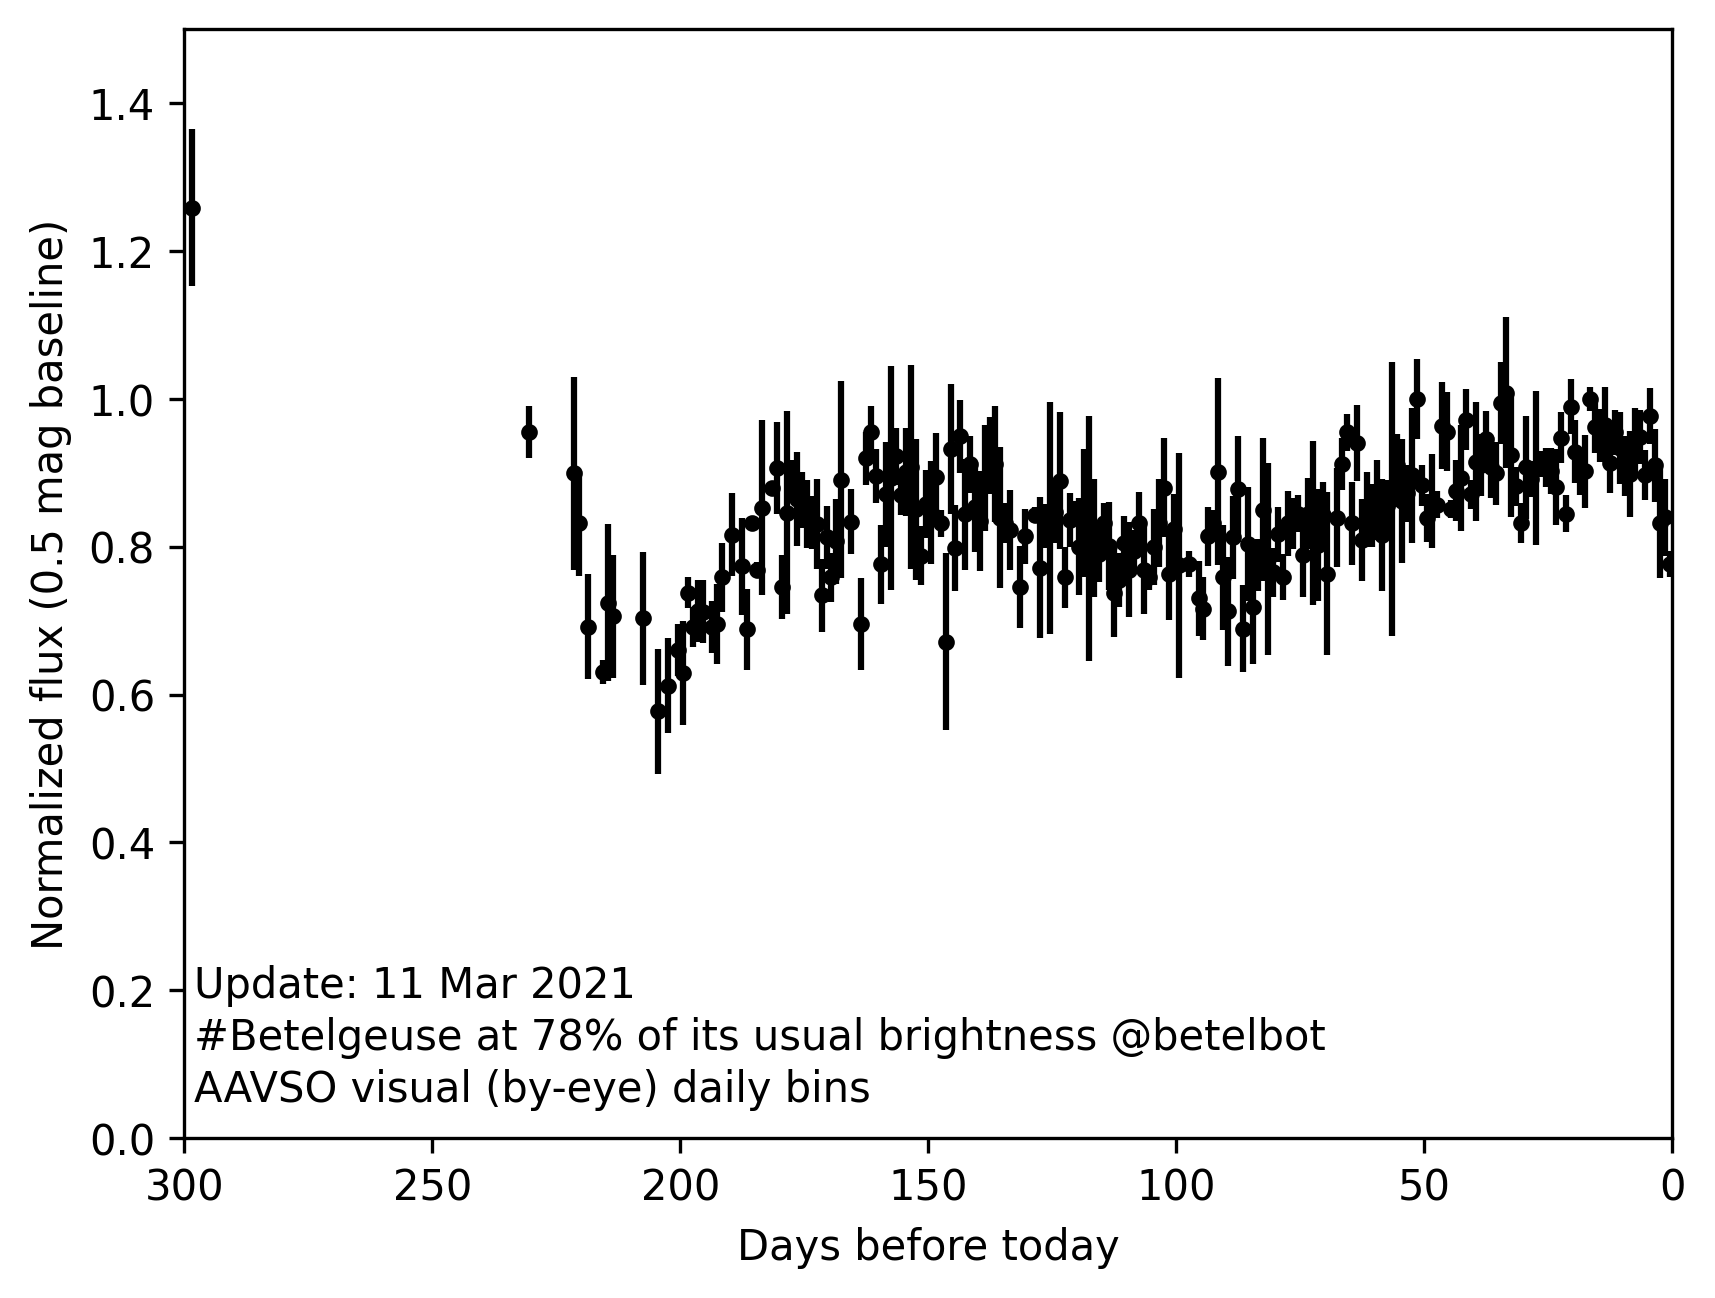 1.4
1.2
1.0
0.8
0.6
0.4
0.2
0.0
Normalized flux (0.5 mag baseline)
Update: 11 Mar 2021
#Betelgeuse at 78% of its usual brightness @betelbot
AAVSO visual (by-eye) daily bins
300 250 200 150 100 50 0
Days before today